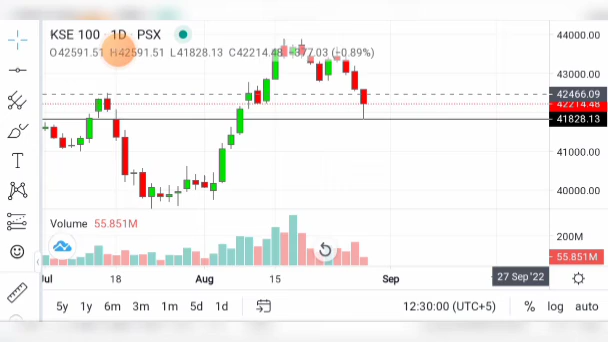 KSE 100 · 1D · PSX
O42591.51 H42591.51 L41828.13 C42214.48 -377.03 (-0.89%)
44000.00
43000.00
42466.09
42214.48
41828.13
41000.00
40000.00
Volume 55.851M
200M
55.851M
Jul 18 Aug 15 Sep 27 Sep '22
5y 1y 6m 3m 1m 5d 1d 12:30:00 (UTC+5) % log auto